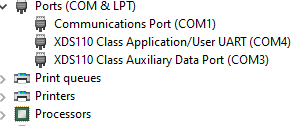 Ports (COM & LPT)
Communications Port (COM1)
XDS110 Class Application/User UART (COM4)
XDS110 Class Auxiliary Data Port (COM3)
Print queues
Printers
Processors